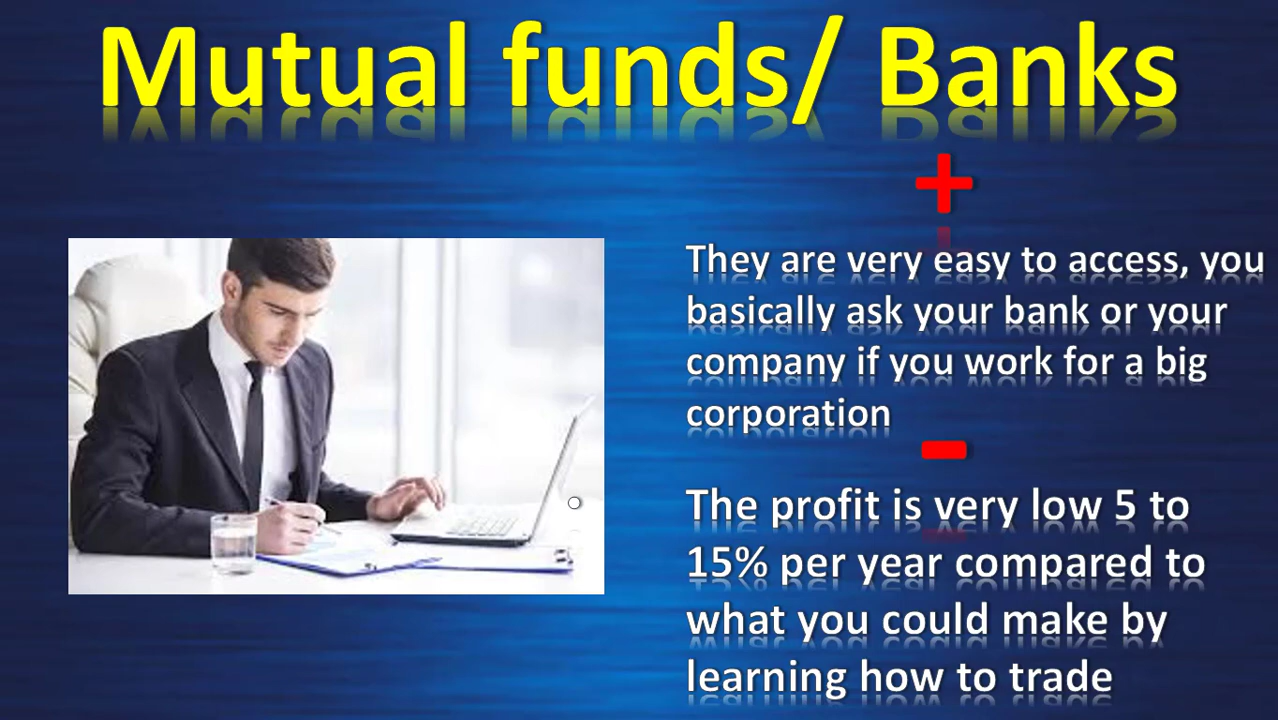 Mutual funds/ Banks
+
They are very easy to access, you
basically ask your bank or your
company if you work for a big
corporation
-
The profit is very low 5 to
15% per year compared to
what you could make by
learning how to trade